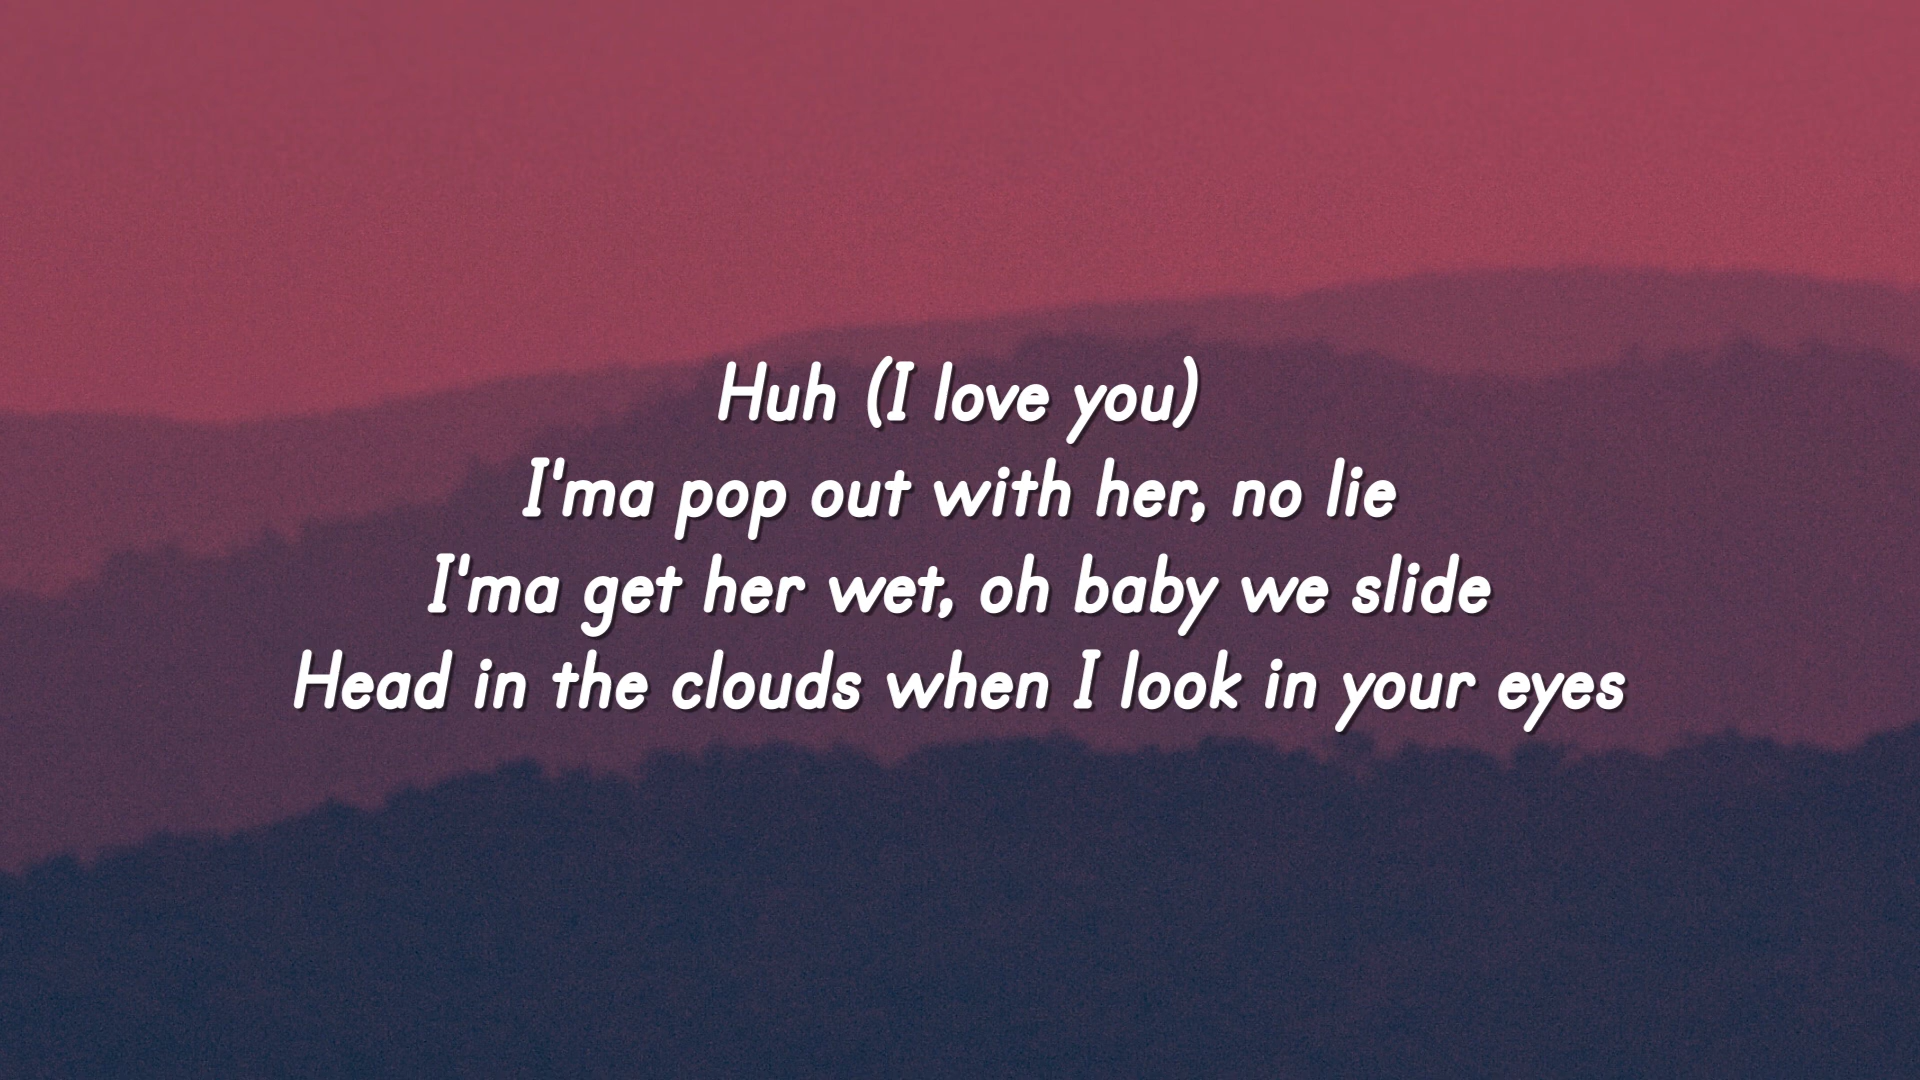 Huh (I love you)
I'ma pop out with her, no lie
I'ma get her wet, oh baby we slide
Head in the clouds when I look in your eyes